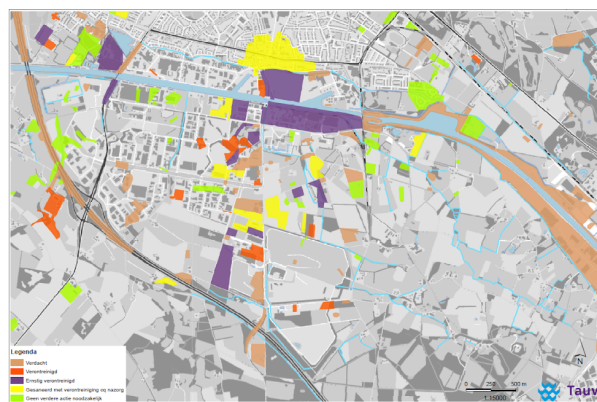 Legenda
Verdacht
Verontreinigd
Ernstig verontreinigd
Gesaneerd met verontreiniging og nazorg
Geen verdere actie noodzakelijk
N
0 250 500 m
1:15000
Tauw